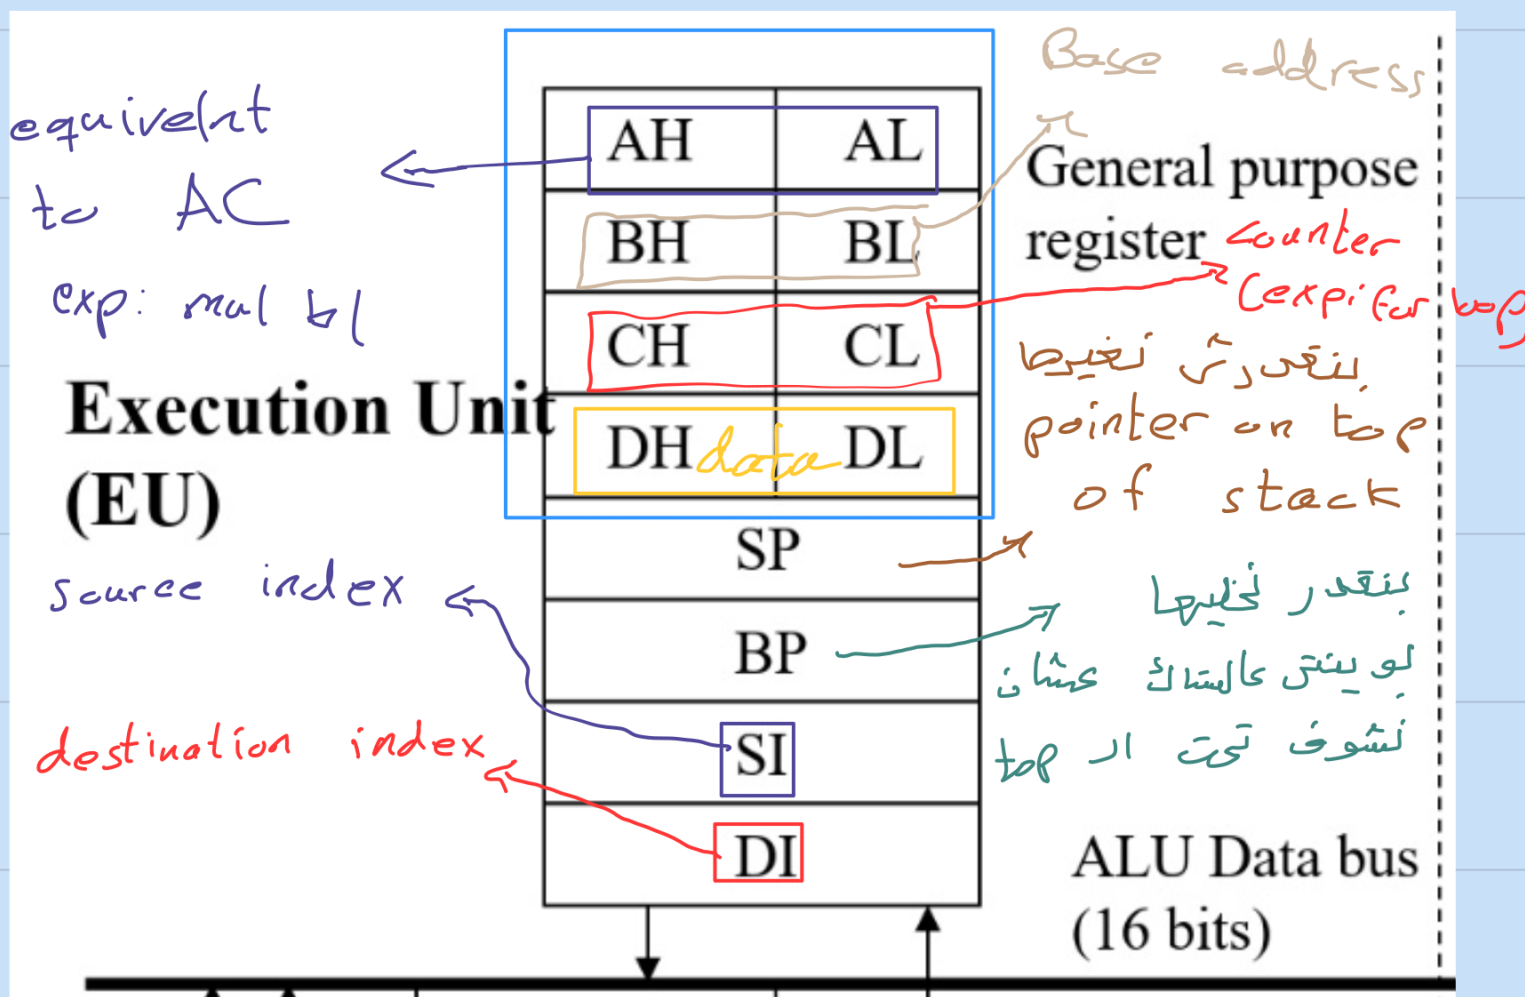 Base address
equivelnt
to AC
exp: mul bl
AH AL
BH BL
CH CL
DH data DL
SP
BP
SI
DI
General purpose
register
counter
(exp: for loop)
Execution Unit
(EU)
بنقدرش نغيرها
pointer on top
of stack
source index
destination index
بنقدر نخليها
بوينتر عالستاك عشان
نشوف تحت ال top
ALU Data bus
(16 bits)